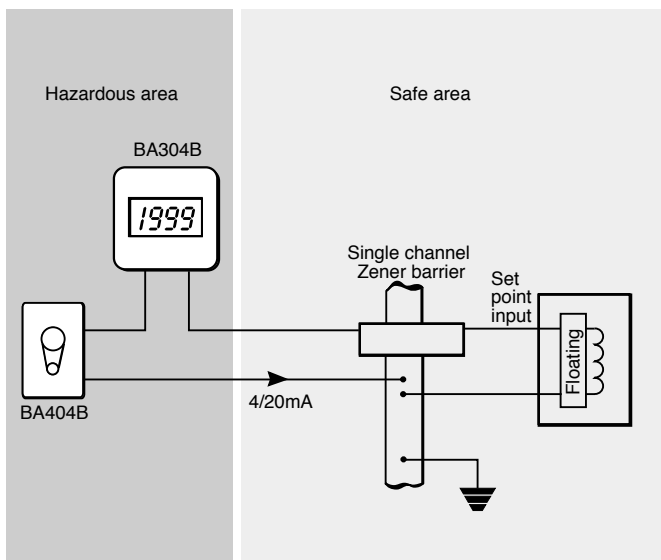 Hazardous area
Safe area
BA304B
1999
Single channel
Zener barrier
Set
point
input
Floating
BA404B
4/20mA